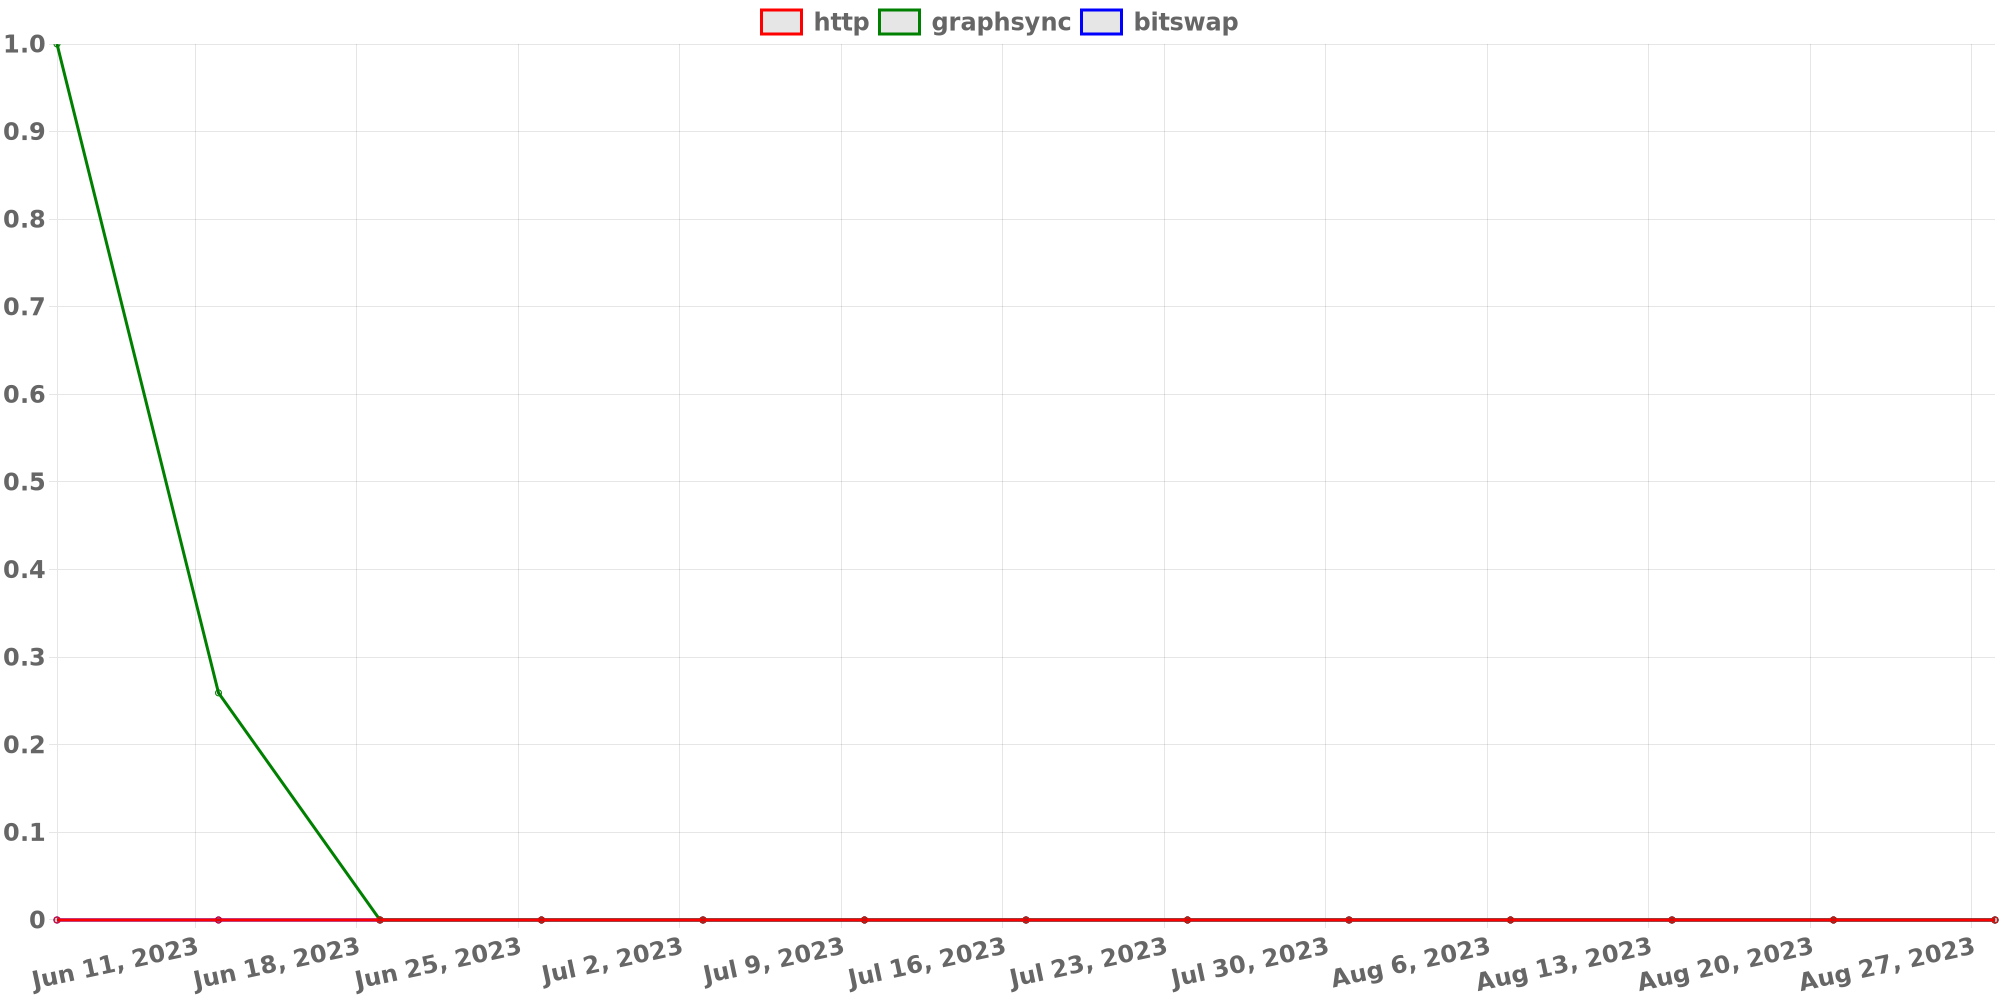 http graphsync bitswap
1.0
0.9
0.8
0.7
0.6
0.5
0.4
0.3
0.2
0.1
0
Jun 11, 2023
Jun 18, 2023
Jun 25, 2023
Jul 2, 2023
Jul 9, 2023
Jul 16, 2023
Jul 23, 2023
Jul 30, 2023
Aug 6, 2023
Aug 13, 2023
Aug 20, 2023
Aug 27, 2023